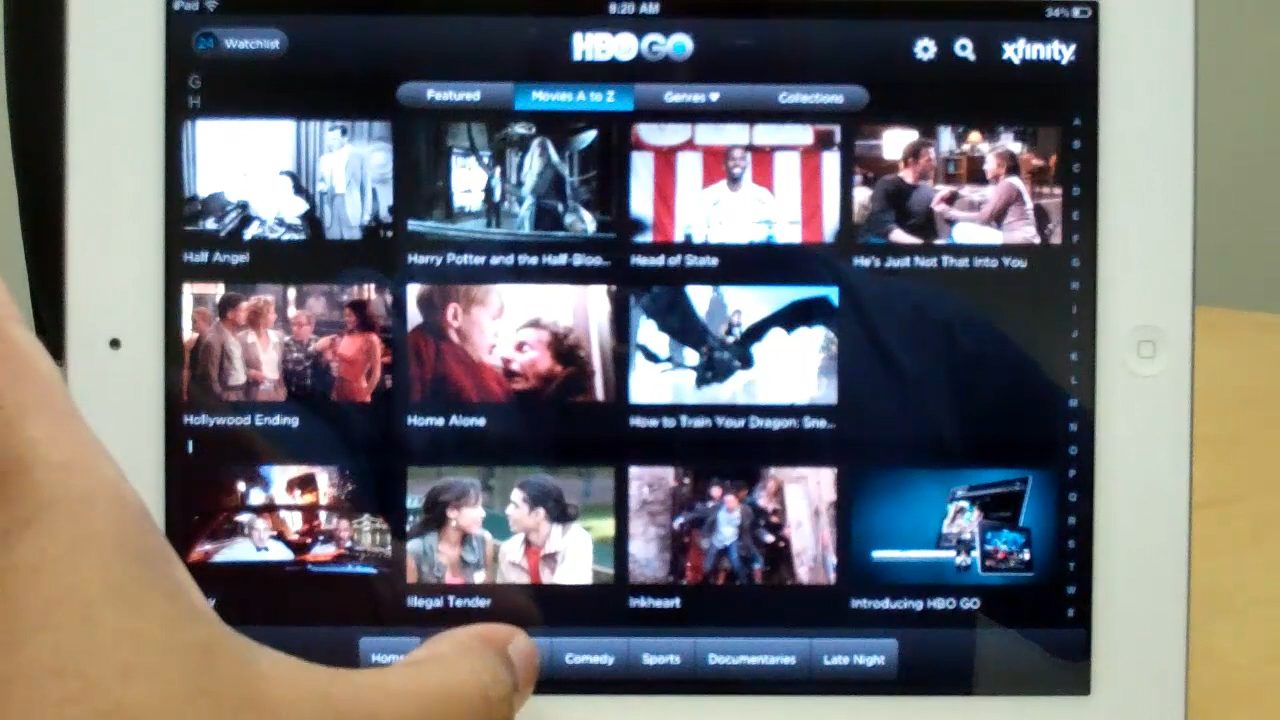 iPad
8:20 AM
34%
24 Watchlist
HBO GO
xfinity
G
H
Featured
Movies A to Z
Genres
Collections
Half Angel
Harry Potter and the Half-Bloo...
Head of State
He's Just Not That Into You
Hollywood Ending
Home Alone
How to Train Your Dragon: Sne...
I
Illegal Tender
Inkheart
Introducing HBO GO
Home
Comedy
Sports
Documentaries
Late Night